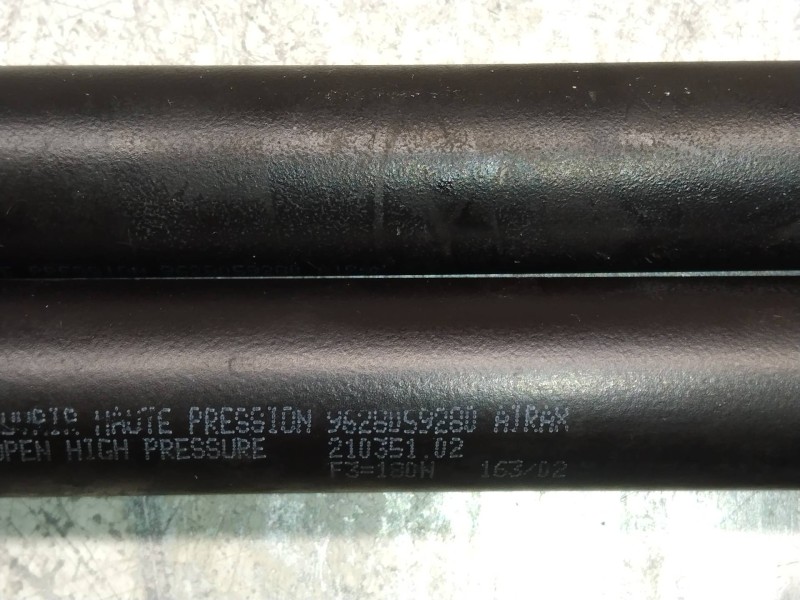 HAUTE PRESSION 9628059280 AIRAX
OPEN HIGH PRESSURE 210351.02
F3=180N 163/02